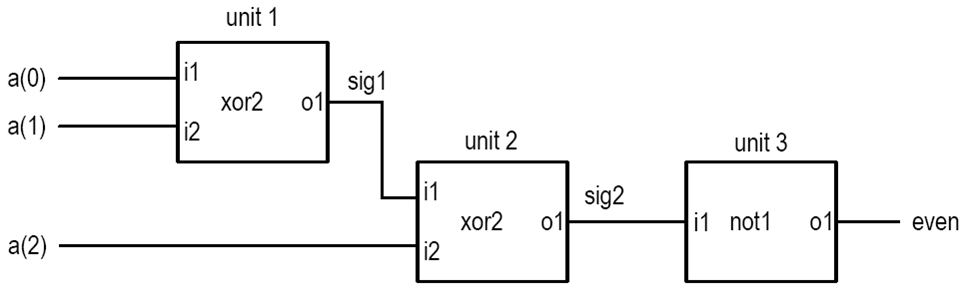 unit 1
a(0)
i1
xor2
o1
sig1
a(1)
i2
unit 2
i1
xor2
o1
sig2
a(2)
i2
unit 3
i1
not1
o1
even